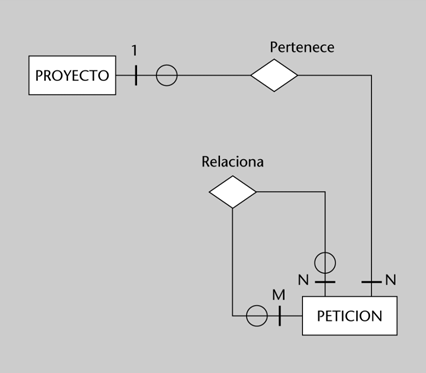 Pertenece
1
PROYECTO
Relaciona
N
N
M
PETICION